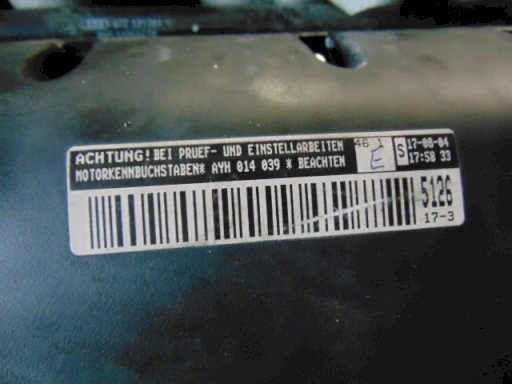 ACHTUNG! BEI PRUEF- UND EINSTELLARBEITEN
MOTORKENNBUCHSTABEN* AYH 014 039 * BEACHTEN
46 1
E
S
17-08-04
17:58 33
5126
17-3